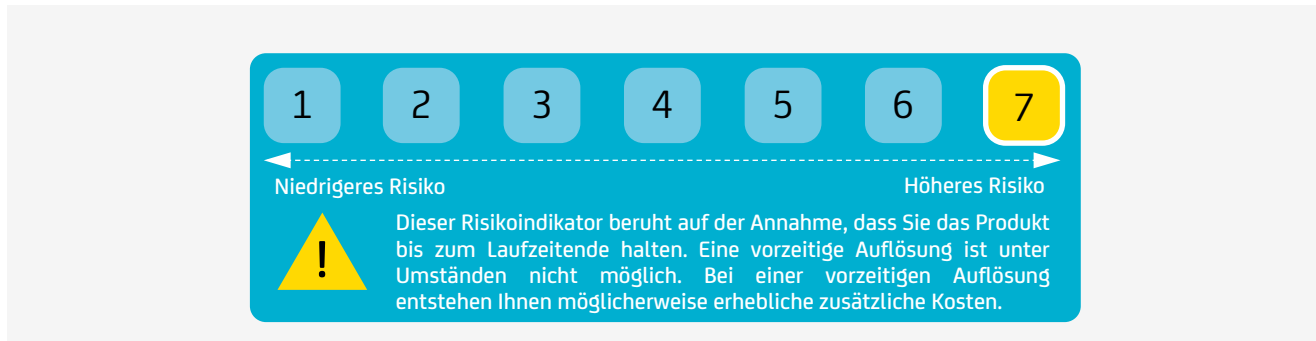 1 2 3 4 5 6 7
Niedrigeres Risiko Höheres Risiko
Dieser Risikoindikator beruht auf der Annahme, dass Sie das Produkt
bis zum Laufzeitende halten. Eine vorzeitige Auflösung ist unter
Umständen nicht möglich. Bei einer vorzeitigen Auflösung
entstehen Ihnen möglicherweise erhebliche zusätzliche Kosten.
!